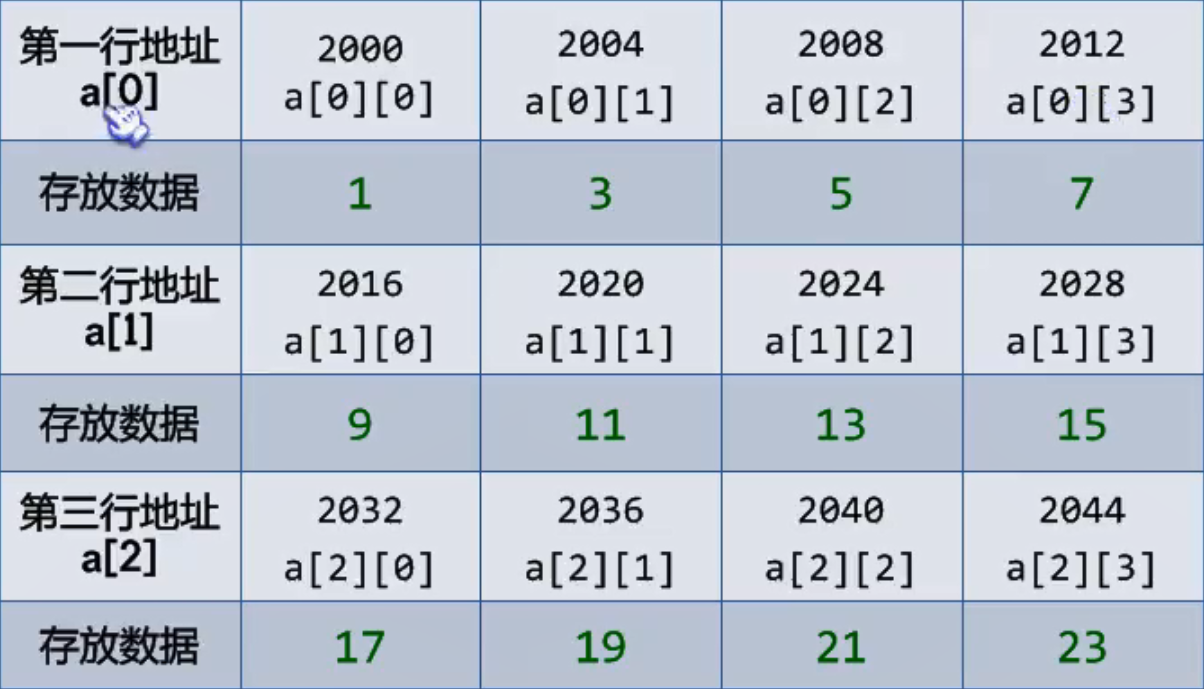 第一行地址 2000 2004 2008 2012
a[0] a[0][0] a[0][1] a[0][2] a[0][3]
存放数据 1 3 5 7
第二行地址 2016 2020 2024 2028
a[1] a[1][0] a[1][1] a[1][2] a[1][3]
存放数据 9 11 13 15
第三行地址 2032 2036 2040 2044
a[2] a[2][0] a[2][1] a[2][2] a[2][3]
存放数据 17 19 21 23